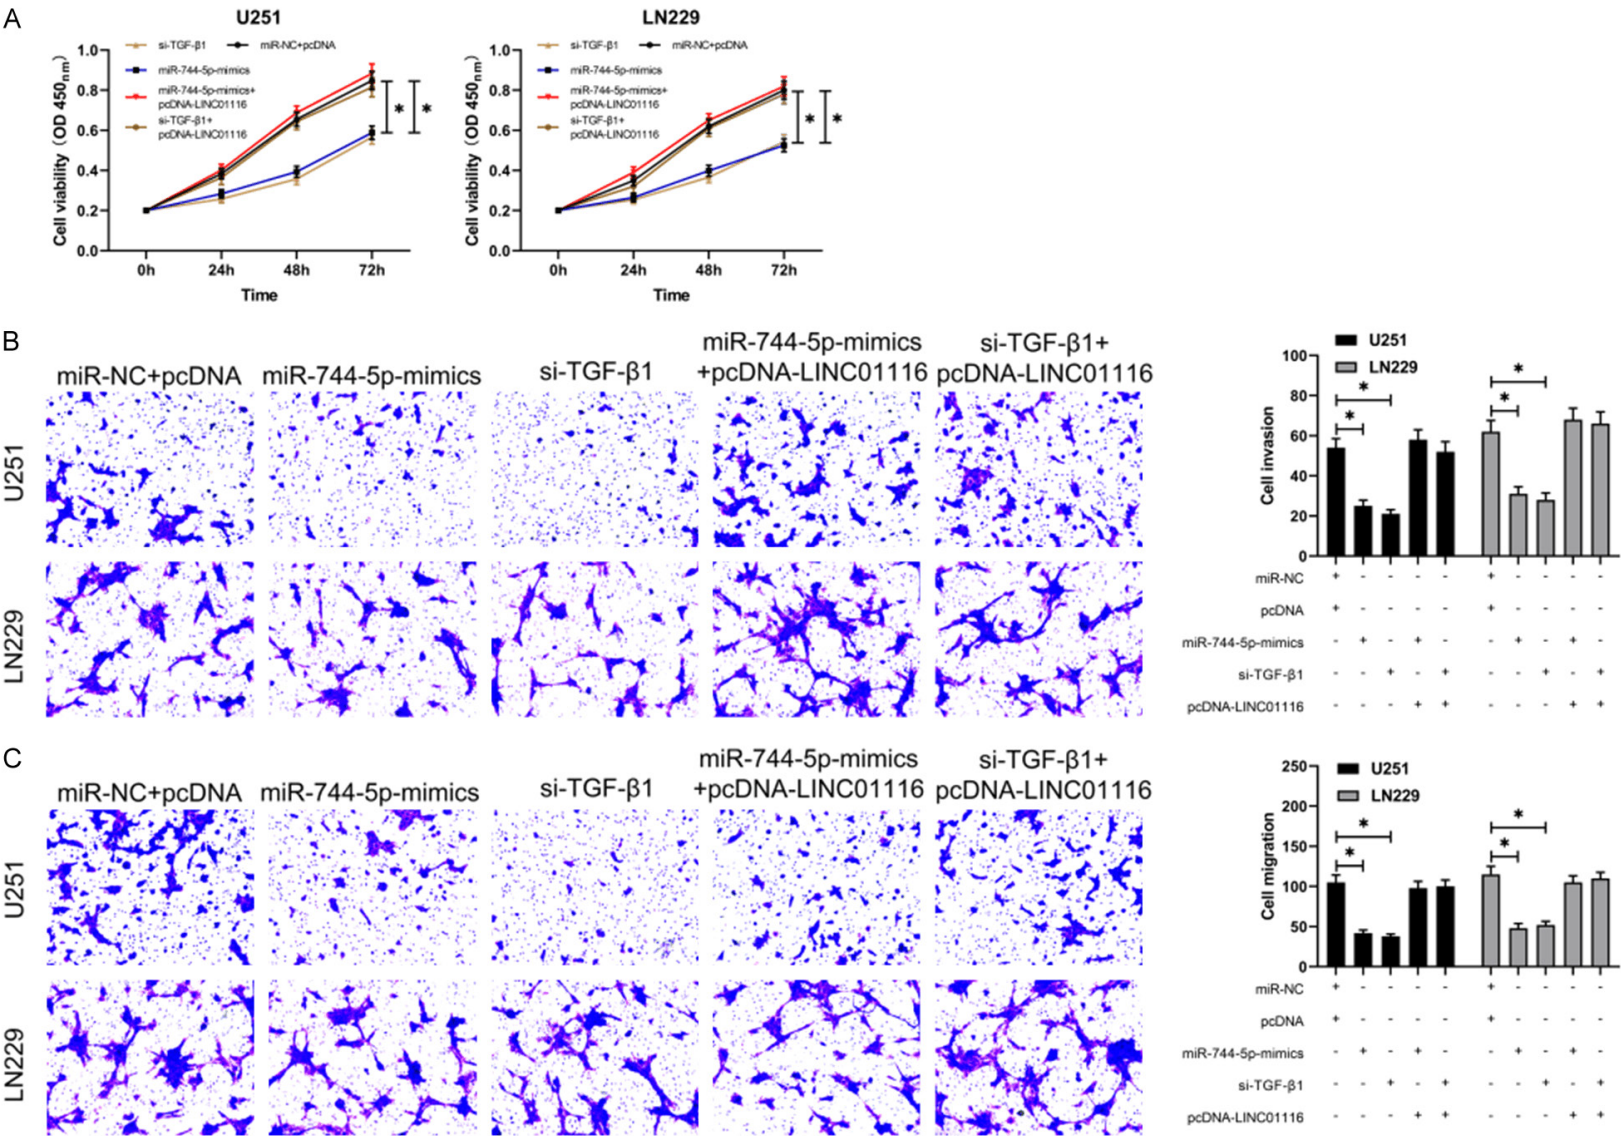 A
U251
si-TGF-β1
miR-NC+pcDNA
miR-744-5p-mimics
miR-744-5p-mimics+
pcDNA-LINC01116
si-TGF-β1+
pcDNA-LINC01116
Cell viability (OD 450nm)
1.0
0.8
0.6
0.4
0.2
0.0
* *
0h 24h 48h 72h
Time
LN229
si-TGF-β1
miR-NC+pcDNA
miR-744-5p-mimics
miR-744-5p-mimics+
pcDNA-LINC01116
si-TGF-β1+
pcDNA-LINC01116
Cell viability (OD 450nm)
1.0
0.8
0.6
0.4
0.2
0.0
* *
0h 24h 48h 72h
Time
B
miR-NC+pcDNA
miR-744-5p-mimics
si-TGF-β1
miR-744-5p-mimics
+pcDNA-LINC01116
si-TGF-β1+
pcDNA-LINC01116
U251
LN229
U251
LN229
Cell invasion
100
80
60
40
20
0
* *
* *
miR-NC + - - - - + - - - -
pcDNA + - - - - + - - - -
miR-744-5p-mimics - + - + - - + - + -
si-TGF-β1 - - + - + - - + - +
pcDNA-LINC01116 - - - + + - - - + +
C
miR-NC+pcDNA
miR-744-5p-mimics
si-TGF-β1
miR-744-5p-mimics
+pcDNA-LINC01116
si-TGF-β1+
pcDNA-LINC01116
U251
LN229
U251
LN229
Cell migration
250
200
150
100
50
0
* *
* *
miR-NC + - - - - + - - - -
pcDNA + - - - - + - - - -
miR-744-5p-mimics - + - + - - + - + -
si-TGF-β1 - - + - + - - + - +
pcDNA-LINC01116 - - - + + - - - + +